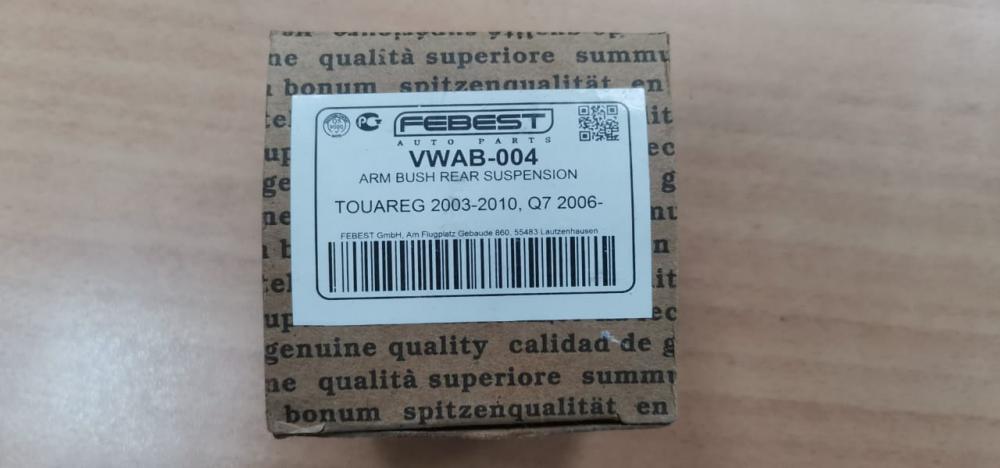 ne qualità superiore summu
bonum spitzenqualität en
FEBEST
AUTO PARTS
VWAB-004
ARM BUSH REAR SUSPENSION
TOUAREG 2003-2010, Q7 2006-
FEBEST GmbH, Am Flugplatz Gebaude 860, 55483 Lautzenhausen
genuine quality calidad de g
ne qualità superiore summu
bonum spitzenqualität en